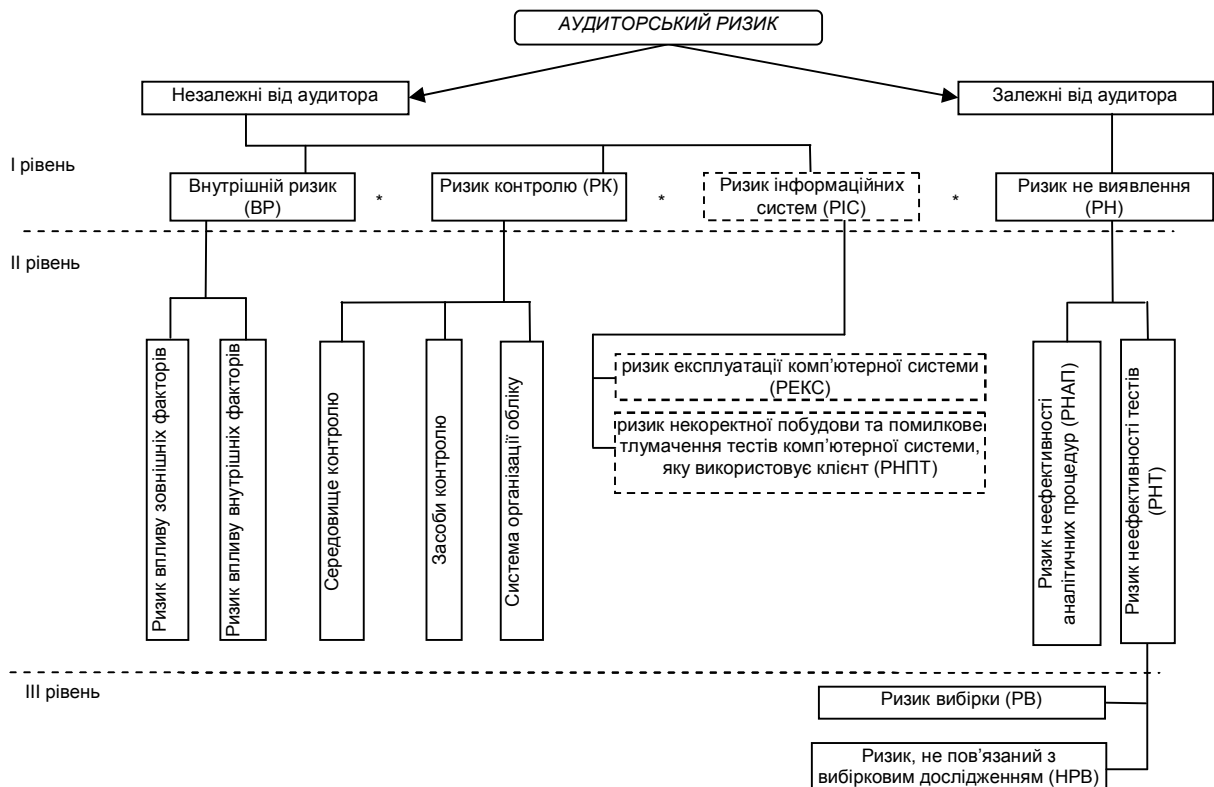 АУДИТОРСЬКИЙ РИЗИК
Незалежні від аудитора
Залежні від аудитора
I рівень
Внутрішній ризик
(ВР)
*
Ризик контролю (РК)
*
Ризик інформаційних
систем (РІС)
*
Ризик не виявлення
(РН)
II рівень
Ризик впливу зовнішніх факторів
Ризик впливу внутрішніх факторів
Середовище контролю
Засоби контролю
Система організації обліку
ризик експлуатації комп’ютерної системи
(РЕКС)
ризик некоректної побудови та помилкове
тлумачення тестів комп’ютерної системи,
яку використовує клієнт (РНПТ)
Ризик неефективності
аналітичних процедур (РНАП)
Ризик неефективності тестів
(РНТ)
III рівень
Ризик вибірки (РВ)
Ризик, не пов’язаний з
вибірковим дослідженням (НРВ)